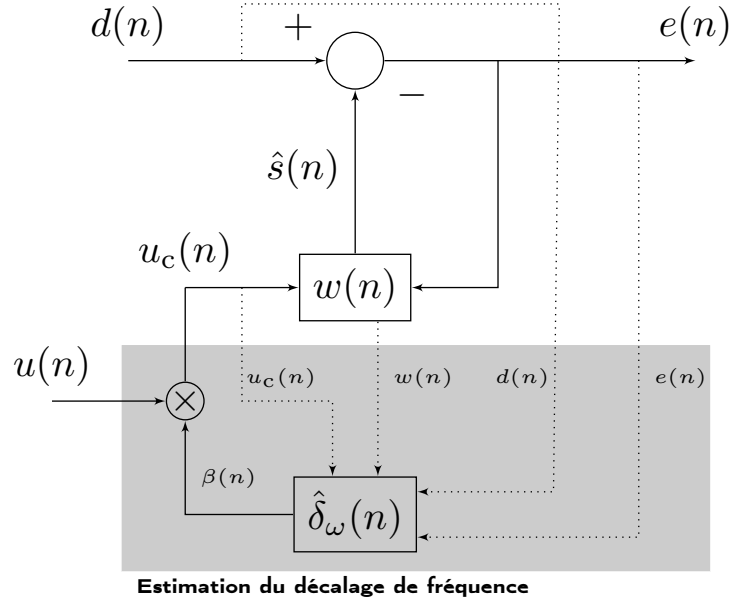 d(n)
+
e(n)
−
ŝ(n)
u_c(n)
w(n)
u(n)
×
u_c(n)
w(n)
d(n)
e(n)
β(n)
δ̂_ω(n)
Estimation du décalage de fréquence